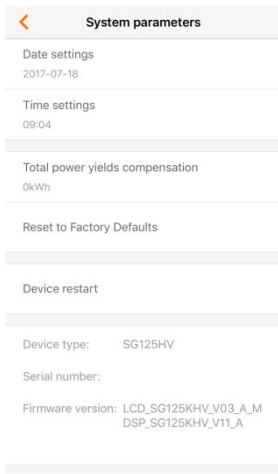 System parameters
Date settings
2017-07-18
Time settings
09:04
Total power yields compensation
0kWh
Reset to Factory Defaults
Device restart
Device type: SG125HV
Serial number:
Firmware version: LCD_SG125KHV_V03_A_M
DSP_SG125KHV_V11_A